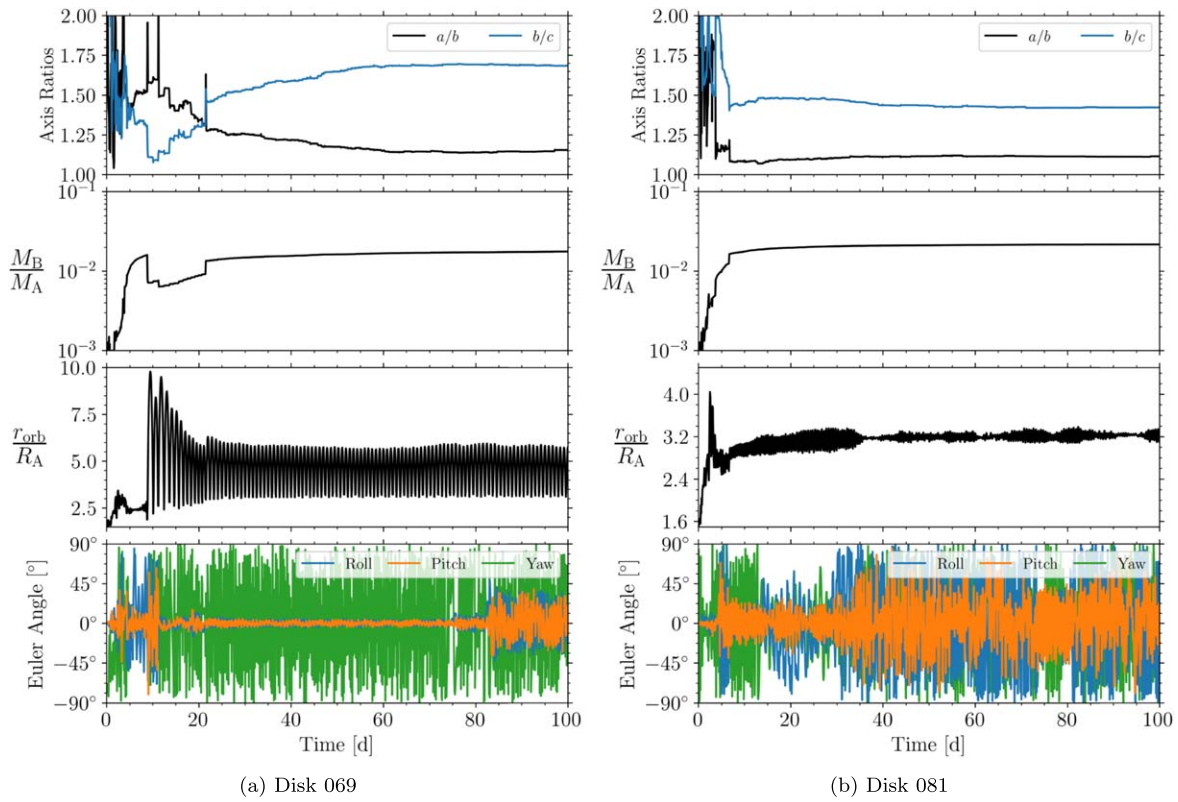 2.00
1.75
1.50
1.25
1.00
Axis Ratios
a/b b/c
10⁻¹
10⁻²
10⁻³
M_B/M_A
10.0
7.5
5.0
2.5
r_orb/R_A
90°
45°
0°
−45°
−90°
Euler Angle [°]
Roll Pitch Yaw
0 20 40 60 80 100
Time [d]
(a) Disk 069
2.00
1.75
1.50
1.25
1.00
Axis Ratios
a/b b/c
10⁻¹
10⁻²
10⁻³
M_B/M_A
4.0
3.2
2.4
1.6
r_orb/R_A
90°
45°
0°
−45°
−90°
Euler Angle [°]
Roll Pitch Yaw
0 20 40 60 80 100
Time [d]
(b) Disk 081